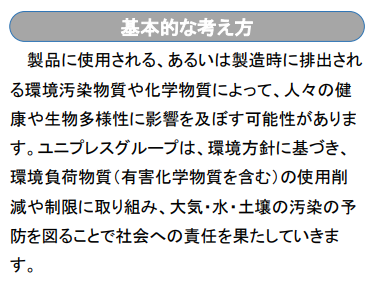 基本的な考え方
製品に使用される、あるいは製造時に排出され
る環境汚染物質や化学物質によって、人々の健
康や生物多様性に影響を及ぼす可能性がありま
す。ユニプレスグループは、環境方針に基づき、
環境負荷物質（有害化学物質を含む）の使用削
減や制限に取り組み、大気・水・土壌の汚染の予
防を図ることで社会への責任を果たしていきま
す。